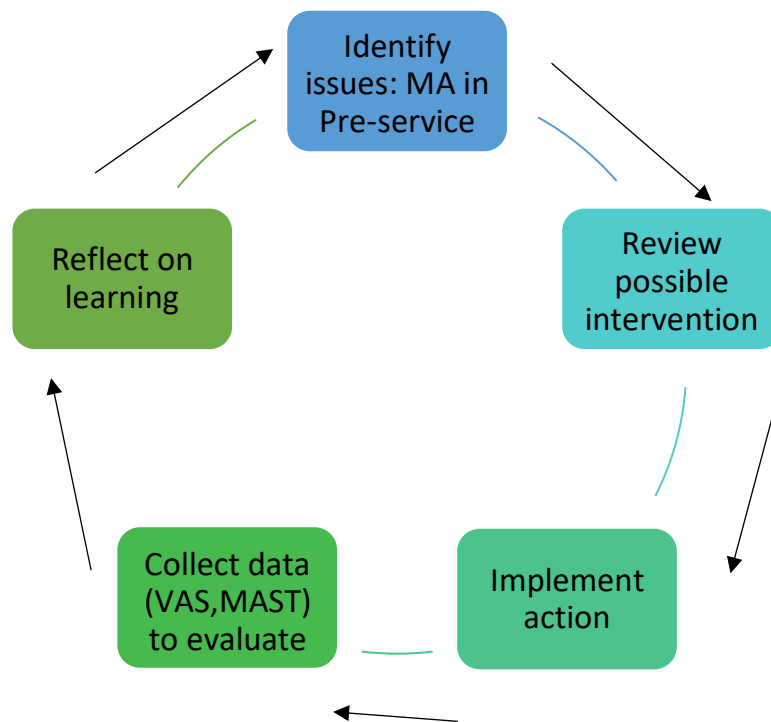 Identify
issues: MA in
Pre-service
Review
possible
intervention
Implement
action
Collect data
(VAS,MAST)
to evaluate
Reflect on
learning